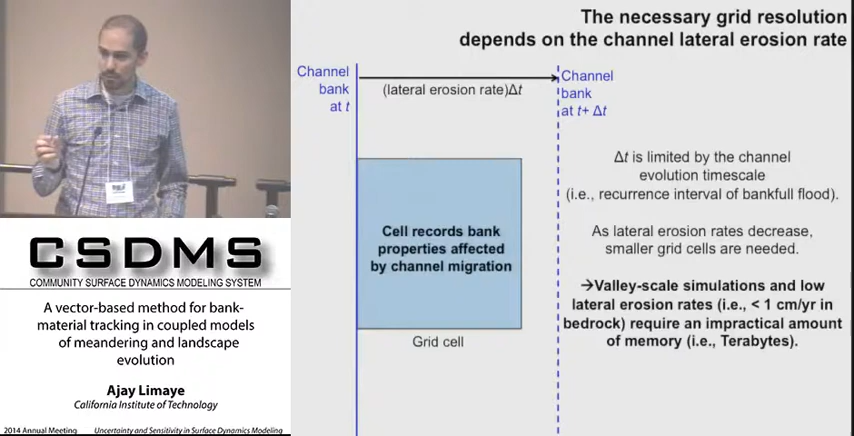 The necessary grid resolution
depends on the channel lateral erosion rate
Channel
bank
at t
(lateral erosion rate)Δt
Channel
bank
at t+ Δt
Cell records bank
properties affected
by channel migration
Grid cell
Δt is limited by the channel
evolution timescale
(i.e., recurrence interval of bankfull flood).
As lateral erosion rates decrease,
smaller grid cells are needed.
→Valley-scale simulations and low
lateral erosion rates (i.e., < 1 cm/yr in
bedrock) require an impractical amount
of memory (i.e., Terabytes).
CSDMS
COMMUNITY SURFACE DYNAMICS MODELING SYSTEM
A vector-based method for bank-
material tracking in coupled models
of meandering and landscape
evolution
Ajay Limaye
California Institute of Technology
2014 Annual Meeting Uncertainty and Sensitivity in Surface Dynamics Modeling